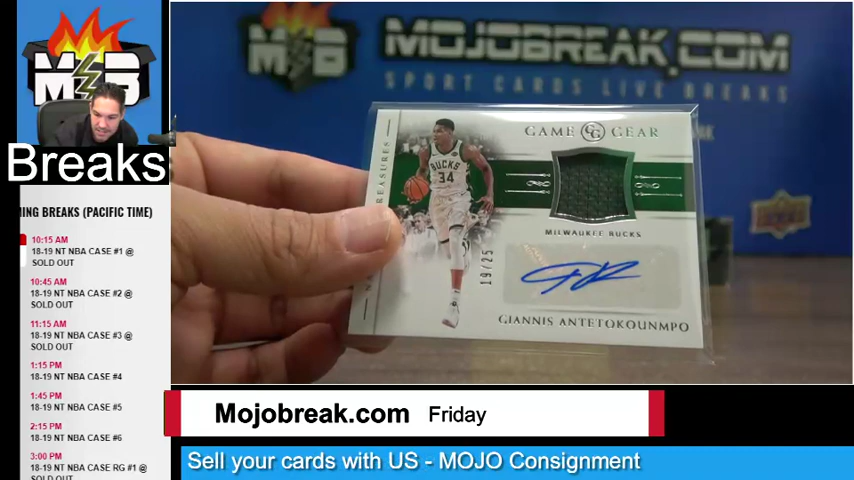 M B
Breaks
MING BREAKS (PACIFIC TIME)
10:15 AM
18-19 NT NBA CASE #1 @
SOLD OUT
10:45 AM
18-19 NT NBA CASE #2 @
SOLD OUT
11:15 AM
18-19 NT NBA CASE #3 @
SOLD OUT
1:15 PM
18-19 NT NBA CASE #4
1:45 PM
18-19 NT NBA CASE #5
2:15 PM
18-19 NT NBA CASE #6
3:00 PM
18-19 NT NBA CASE RG #1 @
SOLD OUT
MOJOBREAK.COM
SPORT CARDS LIVE BREAKS
GAME GG GEAR
BUCKS
34
MILWAUKEE BUCKS
19/25
GIANNIS ANTETOKOUNMPO
Mojobreak.com Friday
Sell your cards with US - MOJO Consignment